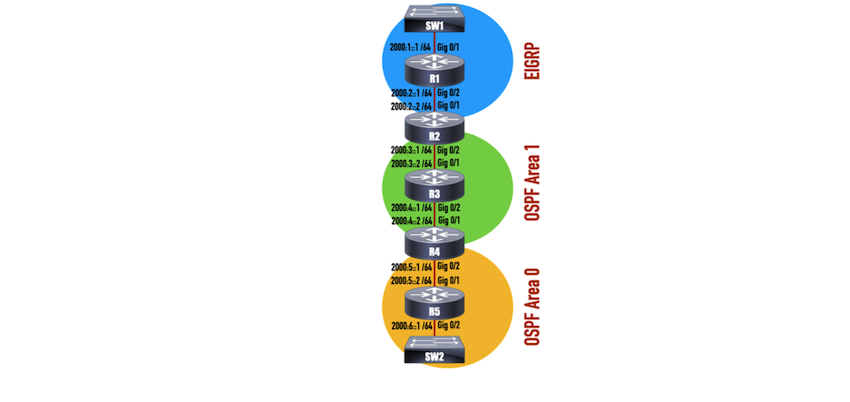 SW1
2000:1::1 /64 Gig 0/1
EIGRP
R1
2000:2::1 /64 Gig 0/2
2000:2::2 /64 Gig 0/1
R2
2000:3::1 /64 Gig 0/2
2000:3::2 /64 Gig 0/1
OSPF Area 1
R3
2000:4::1 /64 Gig 0/2
2000:4::2 /64 Gig 0/1
R4
2000:5::1 /64 Gig 0/2
2000:5::2 /64 Gig 0/1
OSPF Area 0
R5
2000:6::1 /64 Gig 0/2
SW2